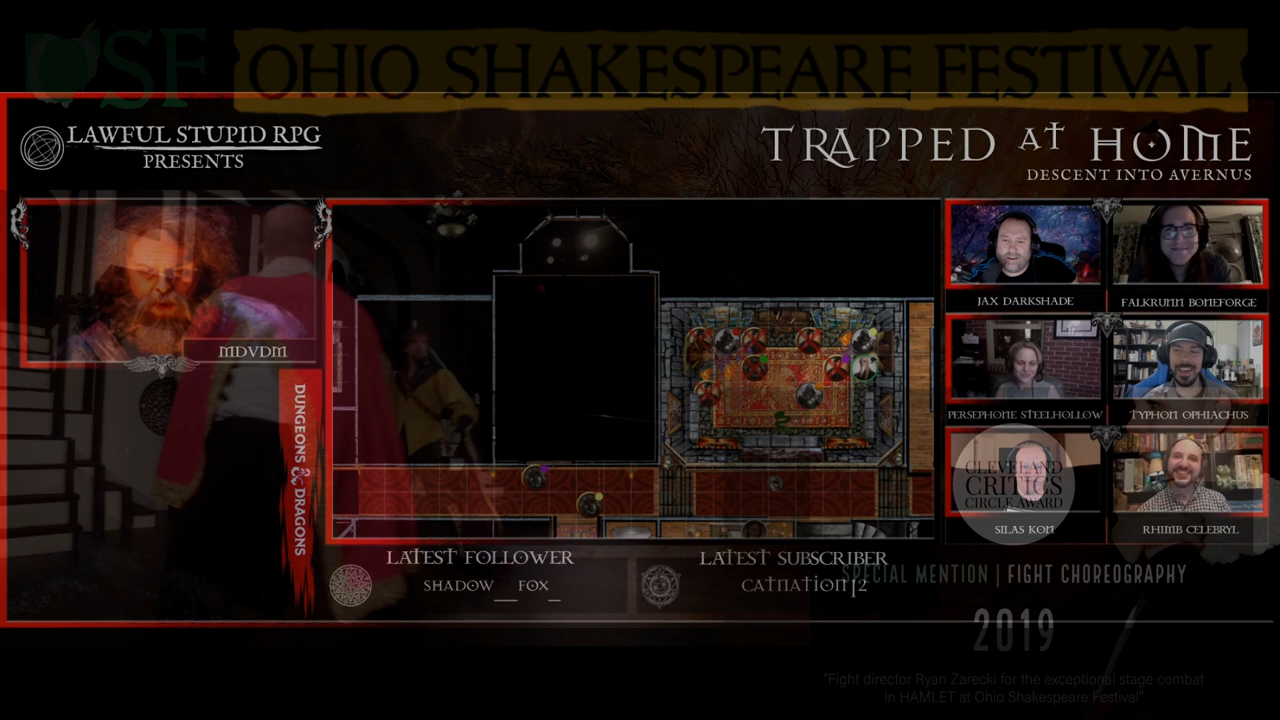 OSF OHIO SHAKESPEARE FESTIVAL
LAWFUL STUPID RPG
PRESENTS
TRAPPED AT HOME
DESCENT INTO AVERNUS
MDVDM
DUNGEONS & DRAGONS
JAX DARKSHADE
FALKRUNN BONEFORGE
PERSEPHONE STEELHOLLOW
TYPHON OPHIACHUS
CLEVELAND
CRITICS
CIRCLE AWARD
SILAS KON
RHIMB CELEBRYL
LATEST FOLLOWER
SHADOW__FOX_
LATEST SUBSCRIBER
CATNATION12
SPECIAL MENTION | FIGHT CHOREOGRAPHY
2019
"Fight director Ryan Zarecki for the exceptional stage combat
in HAMLET at Ohio Shakespeare Festival"